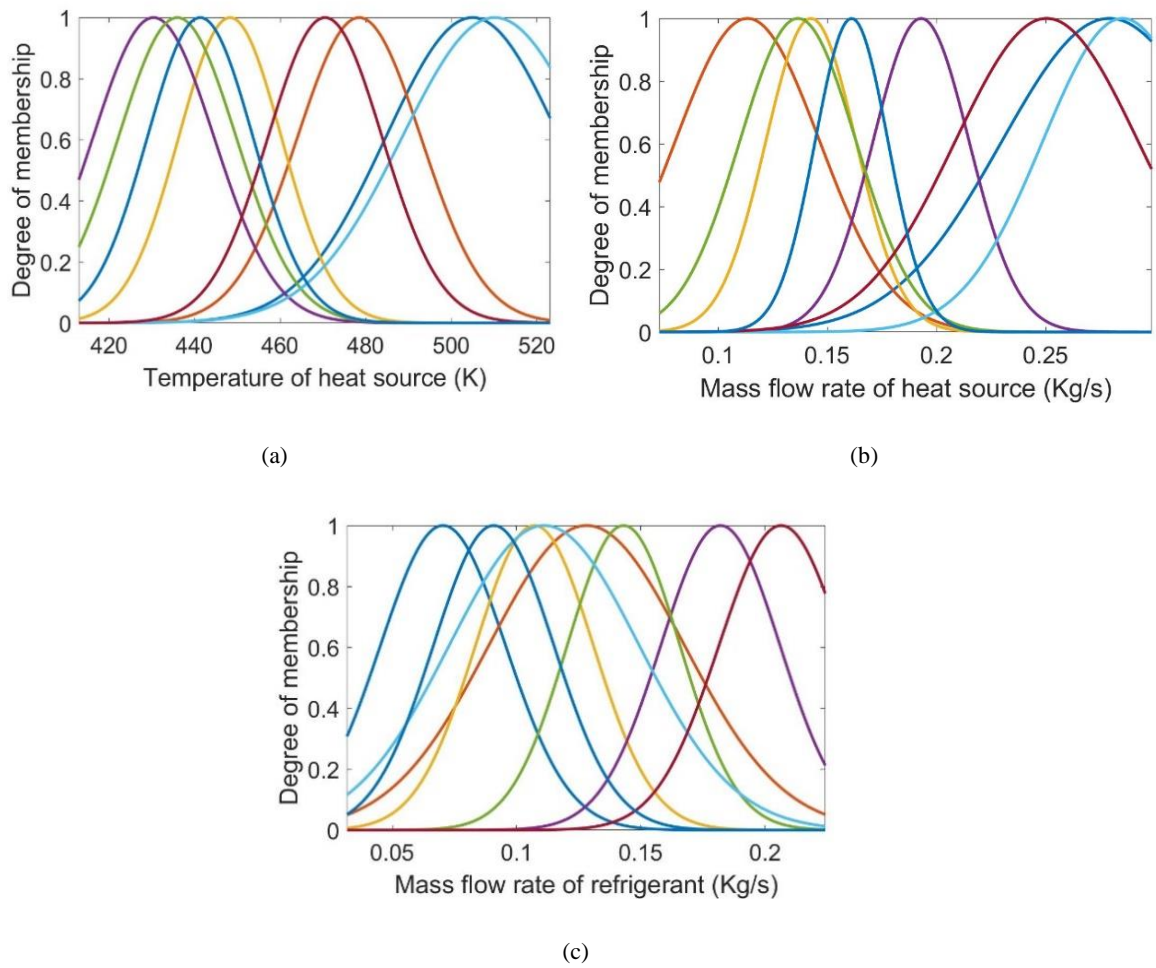 1
0.8
0.6
0.4
0.2
0
Degree of membership
420 440 460 480 500 520
Temperature of heat source (K)
(a)
1
0.8
0.6
0.4
0.2
0
Degree of membership
0.1 0.15 0.2 0.25
Mass flow rate of heat source (Kg/s)
(b)
1
0.8
0.6
0.4
0.2
0
Degree of membership
0.05 0.1 0.15 0.2
Mass flow rate of refrigerant (Kg/s)
(c)